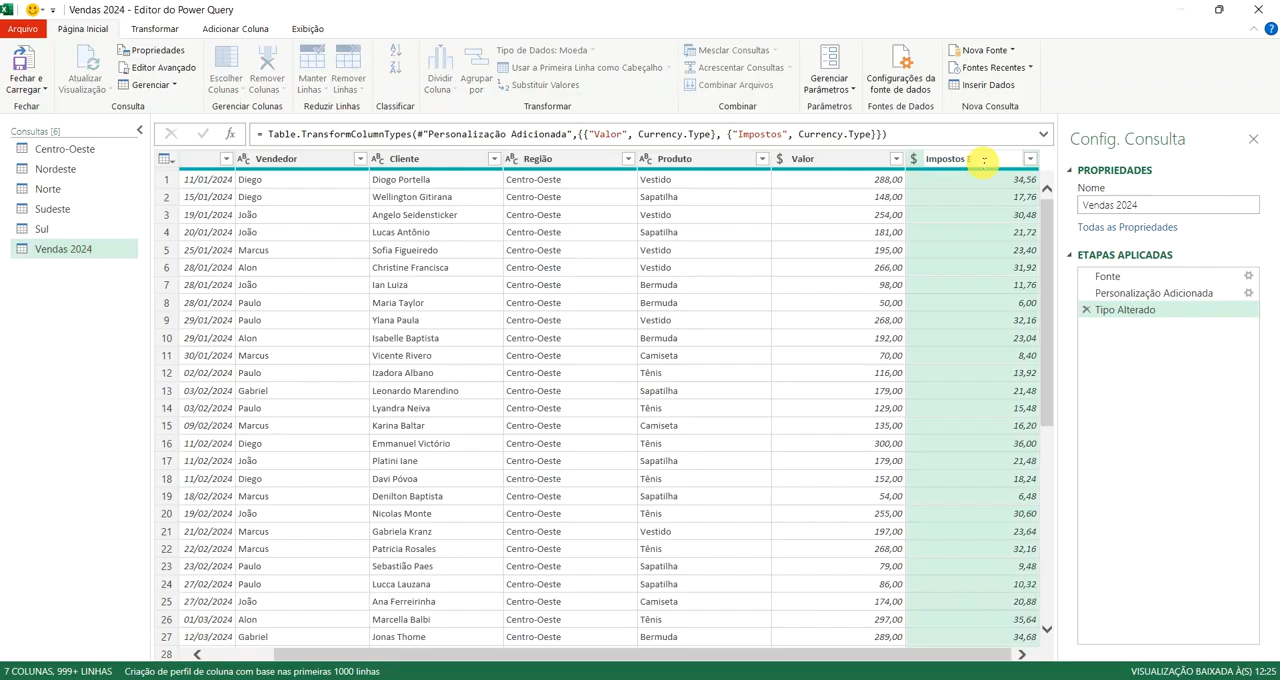 Vendas 2024 - Editor do Power Query
Arquivo Página Inicial Transformar Adicionar Coluna Exibição
Fechar e Carregar
Fechar
Atualizar Visualização
Propriedades
Editor Avançado
Gerenciar
Consulta
Escolher Colunas
Remover Colunas
Gerenciar Colunas
Manter Linhas
Remover Linhas
Reduzir Linhas
Classificar
Dividir Coluna
Agrupar por
Tipo de Dados: Moeda
Usar a Primeira Linha como Cabeçalho
Substituir Valores
Transformar
Mesclar Consultas
Acrescentar Consultas
Combinar Arquivos
Combinar
Gerenciar Parâmetros
Parâmetros
Configurações da fonte de dados
Fontes de Dados
Nova Fonte
Fontes Recentes
Inserir Dados
Nova Consulta
Consultas [6]
Centro-Oeste
Nordeste
Norte
Sudeste
Sul
Vendas 2024
fx = Table.TransformColumnTypes(#"Personalização Adicionada",{{"Valor", Currency.Type}, {"Impostos", Currency.Type}})
Vendedor Cliente Região Produto $ Valor $ Impostos
1 11/01/2024 Diego Diogo Portella Centro-Oeste Vestido 288,00 34,56
2 15/01/2024 Diego Wellington Gitirana Centro-Oeste Sapatilha 148,00 17,76
3 19/01/2024 João Angelo Seidensticker Centro-Oeste Vestido 254,00 30,48
4 20/01/2024 João Lucas Antônio Centro-Oeste Sapatilha 181,00 21,72
5 25/01/2024 Marcus Sofia Figueiredo Centro-Oeste Vestido 195,00 23,40
6 28/01/2024 Alon Christine Francisca Centro-Oeste Vestido 266,00 31,92
7 28/01/2024 João Ian Luiza Centro-Oeste Bermuda 98,00 11,76
8 28/01/2024 Paulo Maria Taylor Centro-Oeste Bermuda 50,00 6,00
9 29/01/2024 Paulo Ylana Paula Centro-Oeste Vestido 268,00 32,16
10 29/01/2024 Alon Isabelle Baptista Centro-Oeste Bermuda 192,00 23,04
11 30/01/2024 Marcus Vicente Rivero Centro-Oeste Camiseta 70,00 8,40
12 02/02/2024 Paulo Izadora Albano Centro-Oeste Tênis 116,00 13,92
13 03/02/2024 Gabriel Leonardo Marendino Centro-Oeste Sapatilha 179,00 21,48
14 03/02/2024 Paulo Lyandra Neiva Centro-Oeste Tênis 129,00 15,48
15 09/02/2024 Marcus Karina Baltar Centro-Oeste Camiseta 135,00 16,20
16 11/02/2024 Diego Emmanuel Victório Centro-Oeste Tênis 300,00 36,00
17 11/02/2024 João Platini Iane Centro-Oeste Sapatilha 179,00 21,48
18 11/02/2024 Diego Davi Póvoa Centro-Oeste Tênis 152,00 18,24
19 18/02/2024 Marcus Denilton Baptista Centro-Oeste Sapatilha 54,00 6,48
20 19/02/2024 João Nicolas Monte Centro-Oeste Tênis 255,00 30,60
21 21/02/2024 Marcus Gabriela Kranz Centro-Oeste Vestido 197,00 23,64
22 22/02/2024 Marcus Patricia Rosales Centro-Oeste Tênis 268,00 32,16
23 23/02/2024 Paulo Sebastião Paes Centro-Oeste Sapatilha 79,00 9,48
24 27/02/2024 Paulo Lucca Lauzana Centro-Oeste Sapatilha 86,00 10,32
25 27/02/2024 João Ana Ferreirinha Centro-Oeste Camiseta 174,00 20,88
26 01/03/2024 Alon Marcella Balbi Centro-Oeste Tênis 297,00 35,64
27 12/03/2024 Gabriel Jonas Thome Centro-Oeste Bermuda 289,00 34,68
28
Config. Consulta
PROPRIEDADES
Nome
Vendas 2024
Todas as Propriedades
ETAPAS APLICADAS
Fonte
Personalização Adicionada
Tipo Alterado
7 COLUNAS, 999+ LINHAS Criação de perfil de coluna com base nas primeiras 1000 linhas VISUALIZAÇÃO BAIXADA À(S) 12:25